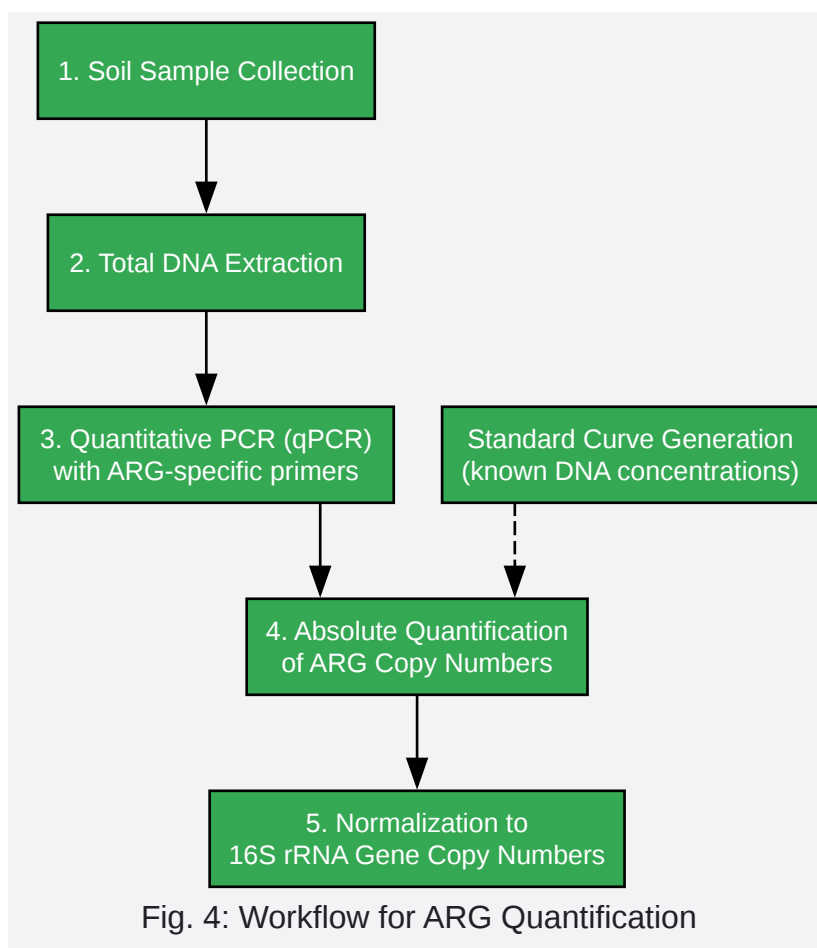 1. Soil Sample Collection
2. Total DNA Extraction
3. Quantitative PCR (qPCR)
with ARG-specific primers
Standard Curve Generation
(known DNA concentrations)
4. Absolute Quantification
of ARG Copy Numbers
5. Normalization to
16S rRNA Gene Copy Numbers
Fig. 4: Workflow for ARG Quantification